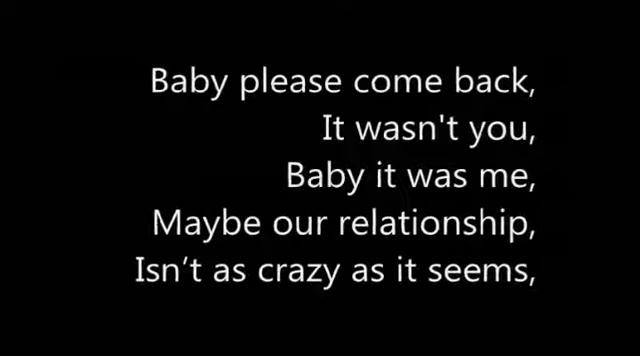 Baby please come back,
It wasn't you,
Baby it was me,
Maybe our relationship,
Isn’t as crazy as it seems,